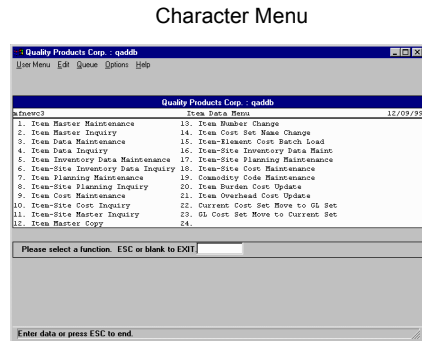 Character Menu
Quality Products Corp. : qaddb
User Menu Edit Queue Options Help
Quality Products Corp. : qaddb
mfnewc3 Item Data Menu 12/09/99
1. Item Master Maintenance 13. Item Number Change
2. Item Master Inquiry 14. Item Cost Set Name Change
3. Item Data Maintenance 15. Item-Element Cost Batch Load
4. Item Data Inquiry 16. Item-Site Inventory Data Maint
5. Item Inventory Data Maintenance 17. Item-Site Planning Maintenance
6. Item-Site Inventory Data Inquiry 18. Item-Site Cost Maintenance
7. Item Planning Maintenance 19. Commodity Code Maintenance
8. Item-Site Planning Inquiry 20. Item Burden Cost Update
9. Item Cost Maintenance 21. Item Overhead Cost Update
10. Item-Site Cost Inquiry 22. Current Cost Set Move to GL Set
11. Item-Site Master Inquiry 23. GL Cost Set Move to Current Set
12. Item Master Copy 24.
Please select a function. ESC or blank to EXIT:
Enter data or press ESC to end.